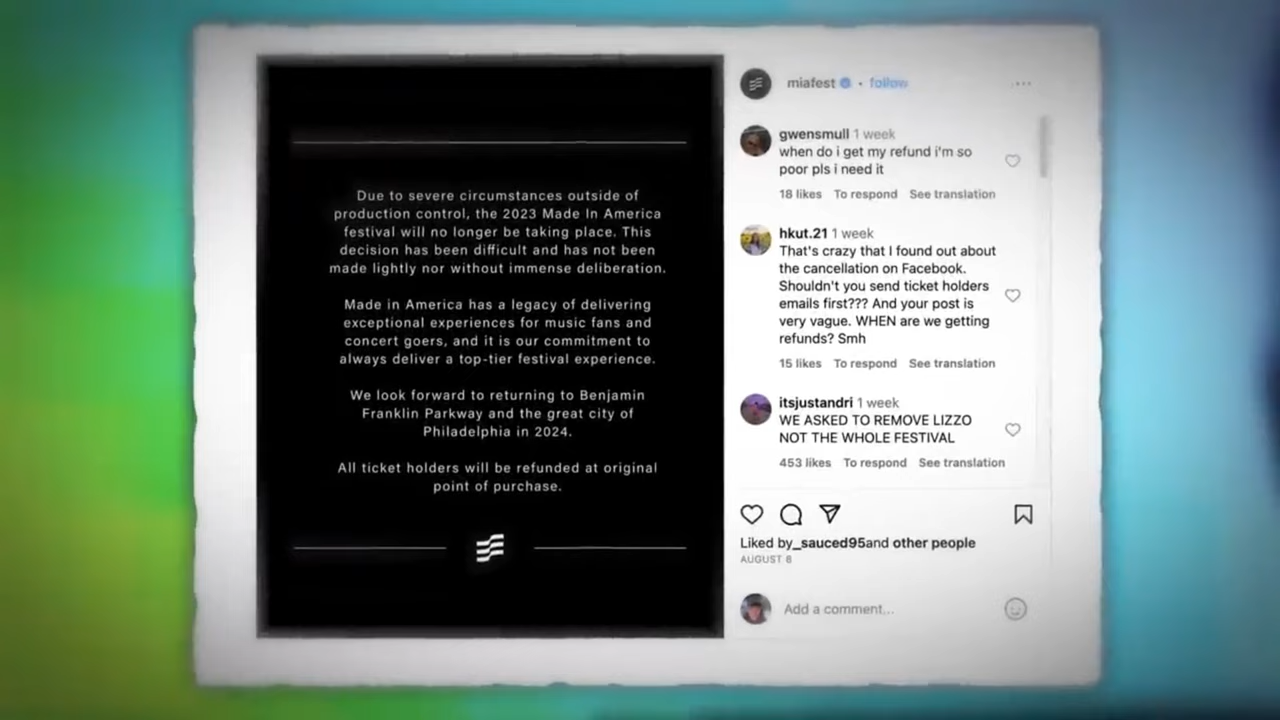 Due to severe circumstances outside of
production control, the 2023 Made In America
festival will no longer be taking place. This
decision has been difficult and has not been
made lightly nor without immense deliberation.
Made in America has a legacy of delivering
exceptional experiences for music fans and
concert goers, and it is our commitment to
always deliver a top-tier festival experience.
We look forward to returning to Benjamin
Franklin Parkway and the great city of
Philadelphia in 2024.
All ticket holders will be refunded at original
point of purchase.
miafest • follow
gwensmull 1 week
when do i get my refund i'm so
poor pls i need it
18 likes To respond See translation
hkut.21 1 week
That's crazy that I found out about
the cancellation on Facebook.
Shouldn't you send ticket holders
emails first??? And your post is
very vague. WHEN are we getting
refunds? Smh
15 likes To respond See translation
itsjustandri 1 week
WE ASKED TO REMOVE LIZZO
NOT THE WHOLE FESTIVAL
453 likes To respond See translation
Liked by_sauced95and other people
AUGUST 8
Add a comment...